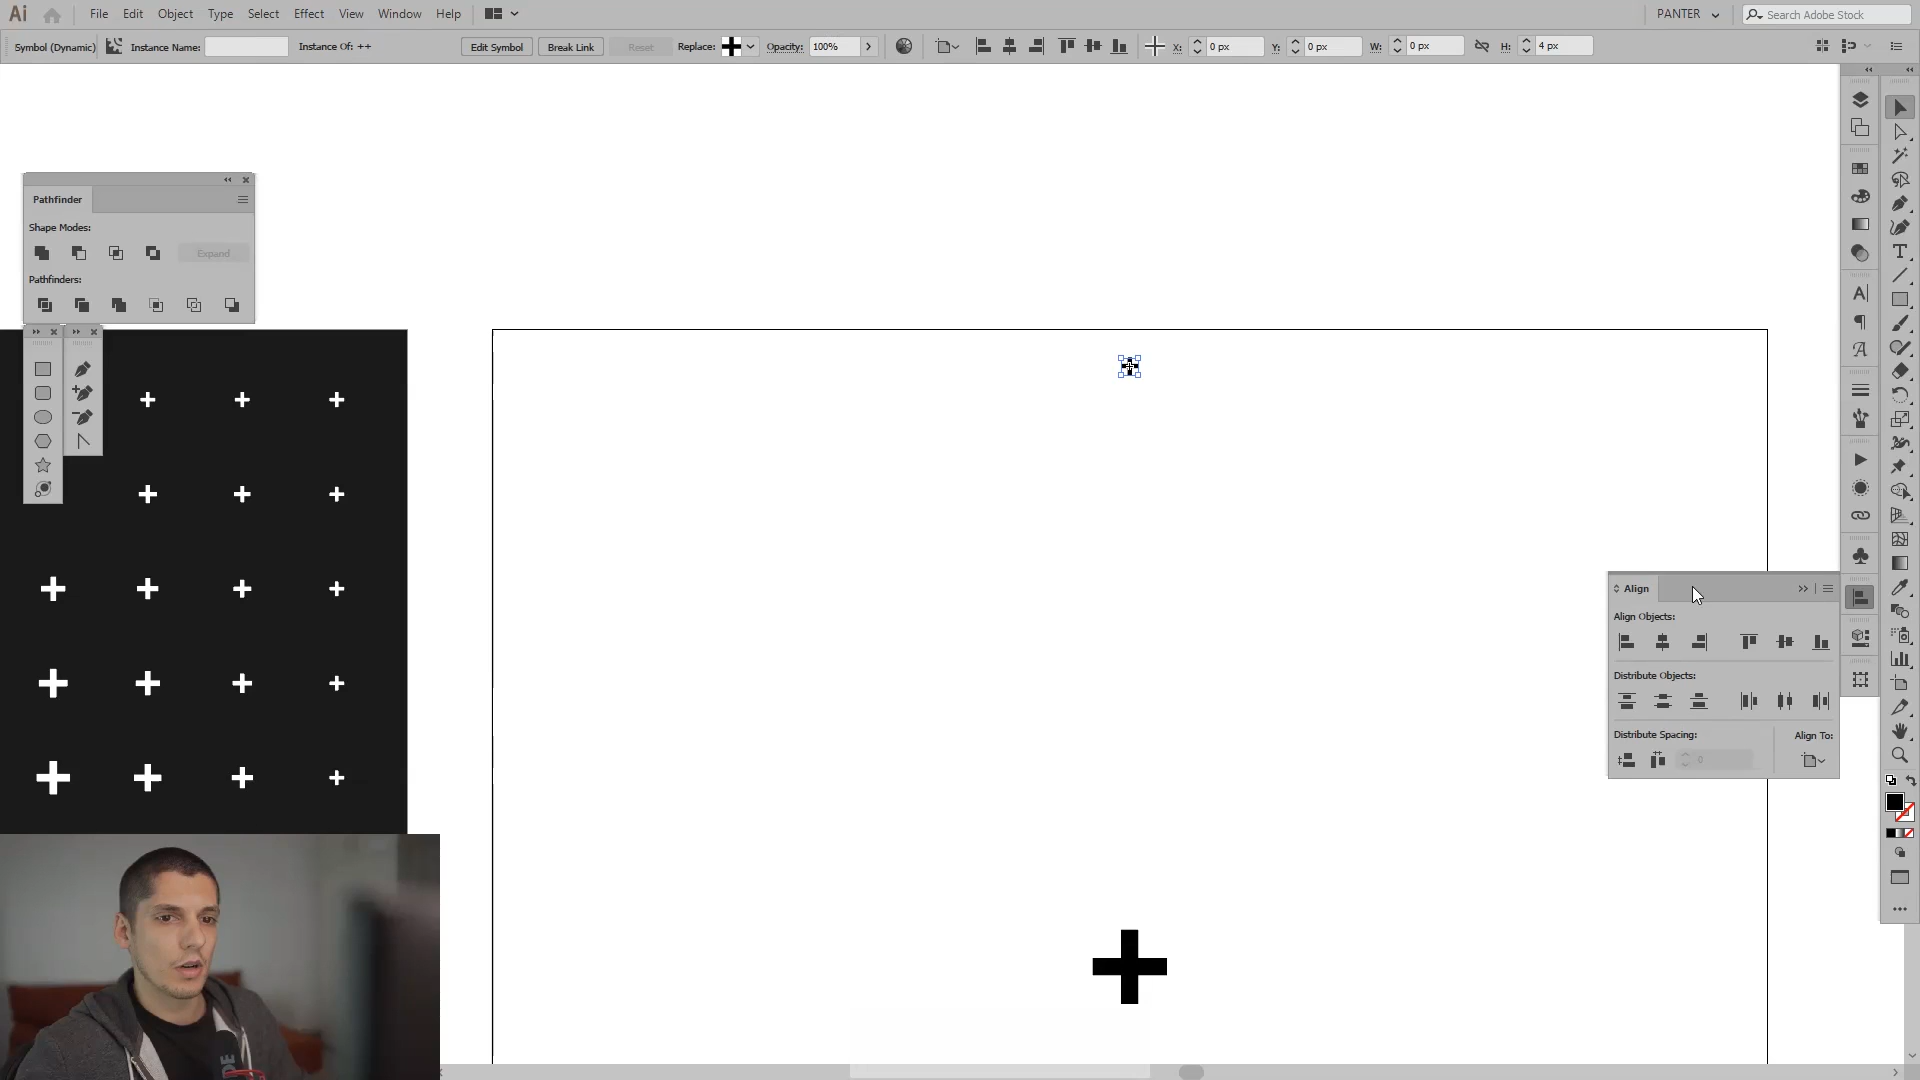 Ai File Edit Object Type Select Effect View Window Help PANTER Search Adobe Stock
Symbol (Dynamic) Instance Name: Instance Of: ++ Edit Symbol Break Link Reset Replace: Opacity: 100% X: 0 px Y: 0 px W: 0 px H: 4 px
Pathfinder
Shape Modes:
Expand
Pathfinders:
Align
Align Objects:
Distribute Objects:
Distribute Spacing: Align To:
0